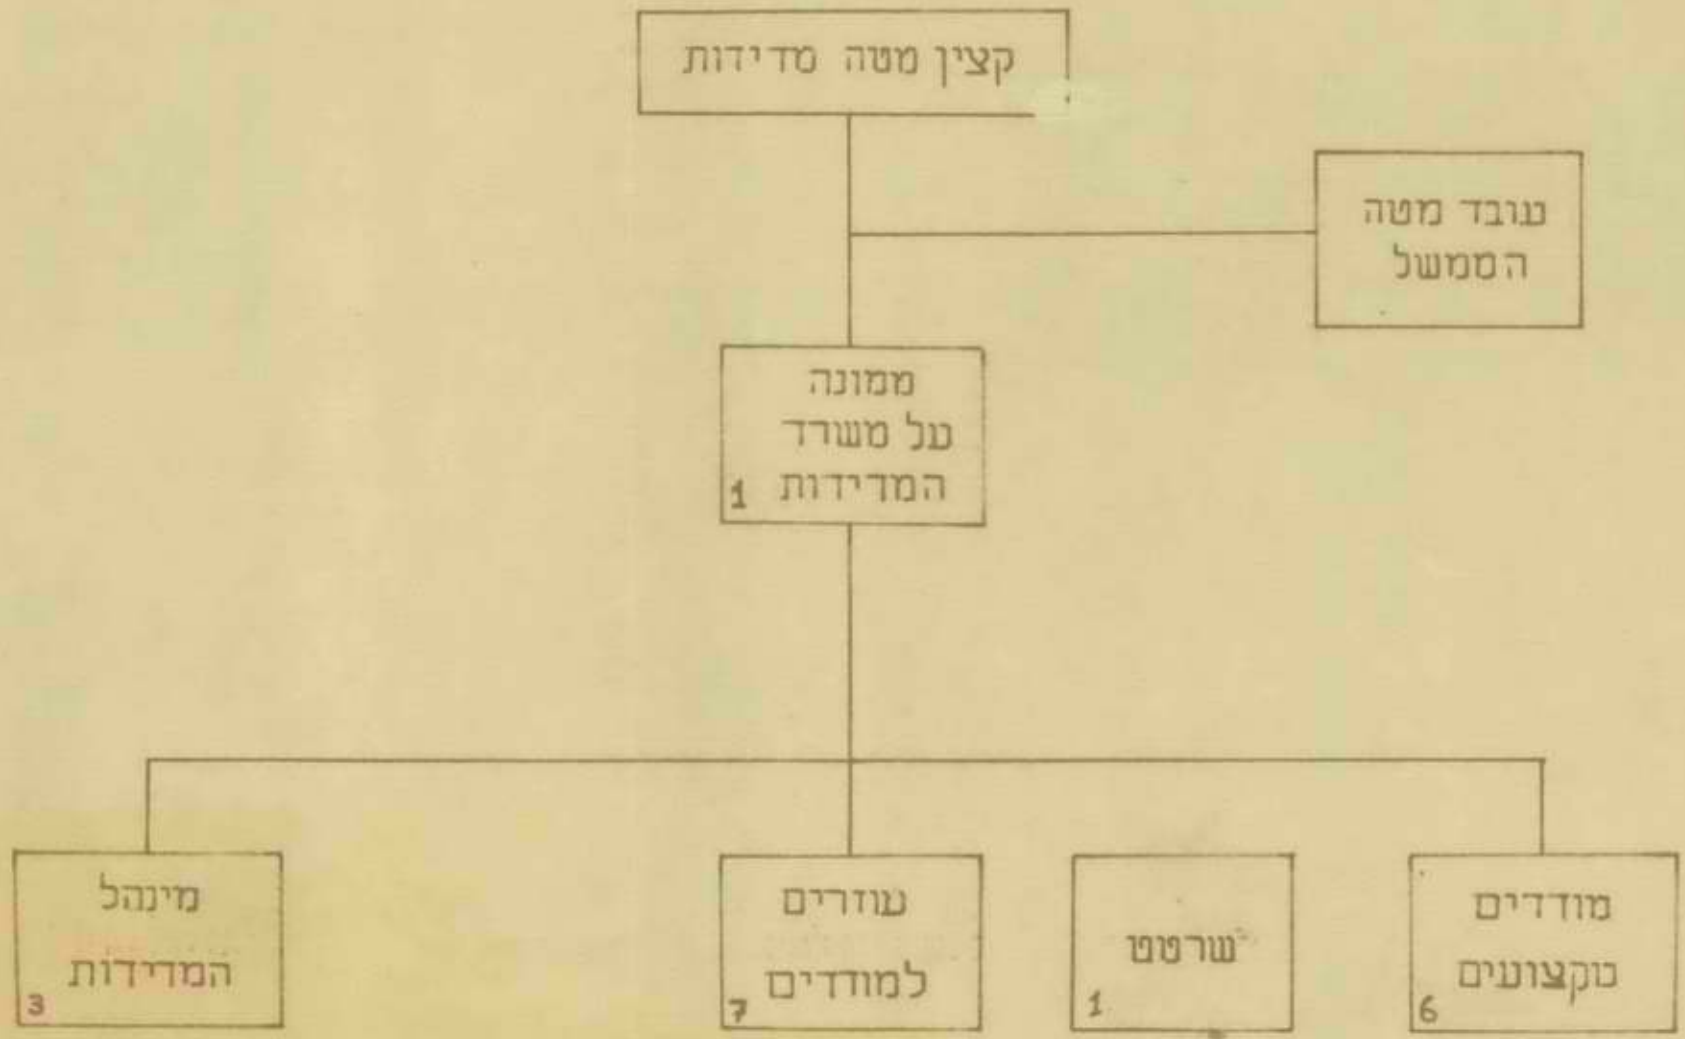 קצין מטה מדידות
עובד מטה
הממשל
ממונה
על משרד
המדידות
1
מודדים
מקצועים
6
שרטט
1
עוזרים
למודדים
7
מינהל
המדידות
3